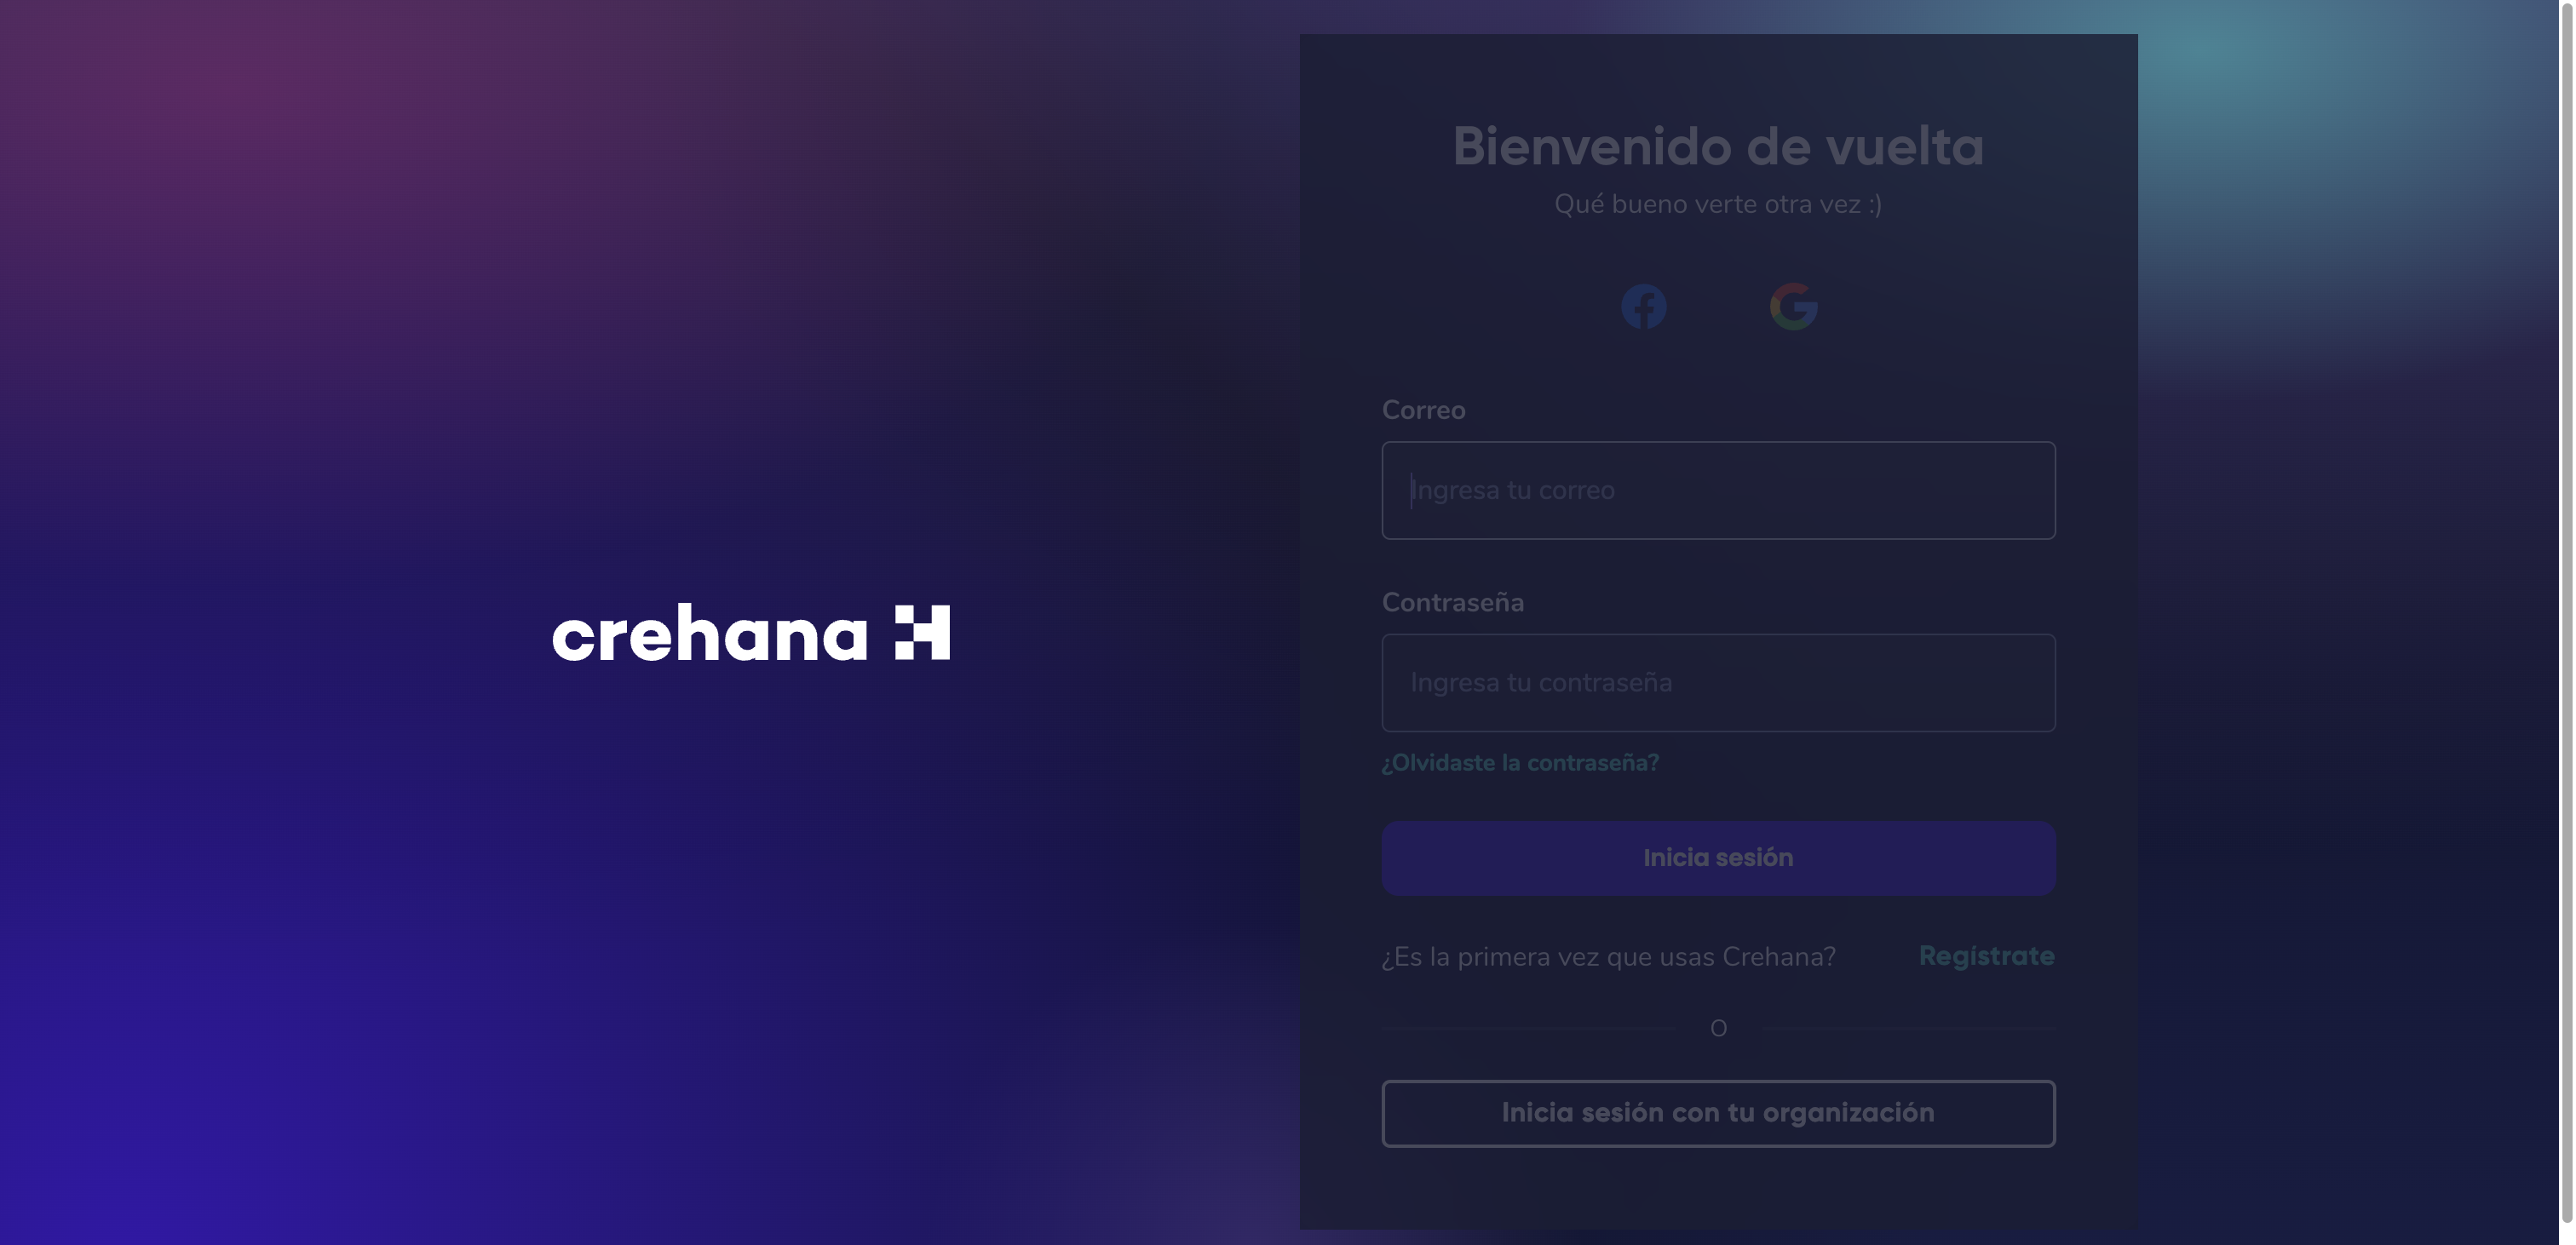 crehana
Bienvenido de vuelta
Qué bueno verte otra vez :)
Correo
Ingresa tu correo
Contraseña
Ingresa tu contraseña
¿Olvidaste la contraseña?
Inicia sesión
¿Es la primera vez que usas Crehana? Regístrate
O
Inicia sesión con tu organización